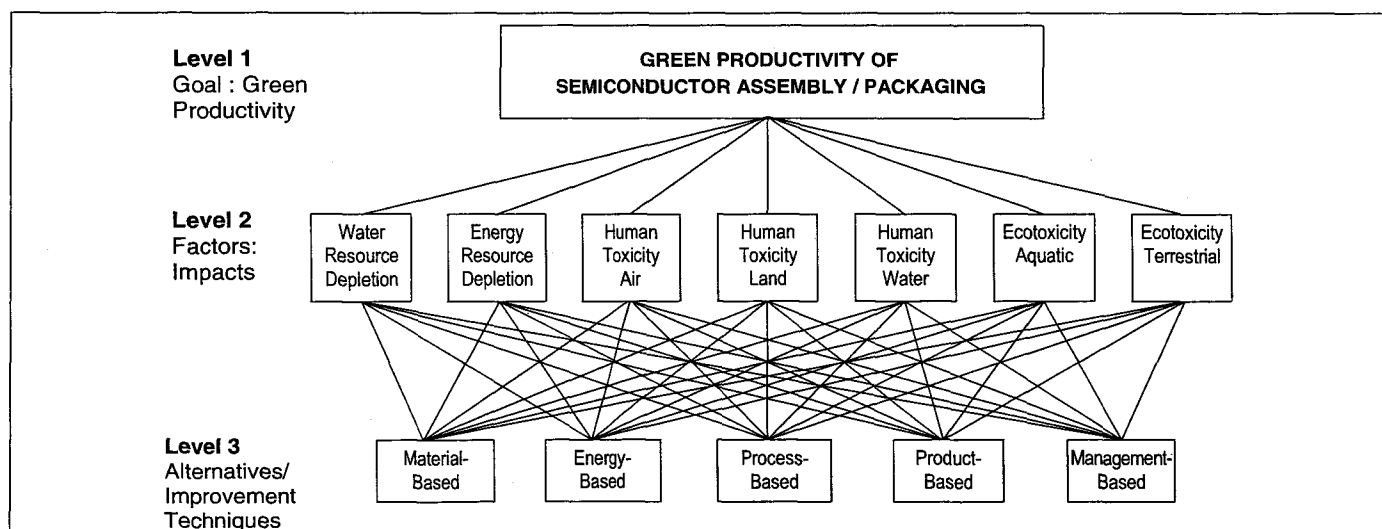 Level 1
Goal : Green
Productivity
GREEN PRODUCTIVITY OF
SEMICONDUCTOR ASSEMBLY / PACKAGING
Level 2
Factors:
Impacts
Water
Resource
Depletion
Energy
Resource
Depletion
Human
Toxicity
Air
Human
Toxicity
Land
Human
Toxicity
Water
Ecotoxicity
Aquatic
Ecotoxicity
Terrestrial
Level 3
Alternatives/
Improvement
Techniques
Material-
Based
Energy-
Based
Process-
Based
Product-
Based
Management-
Based